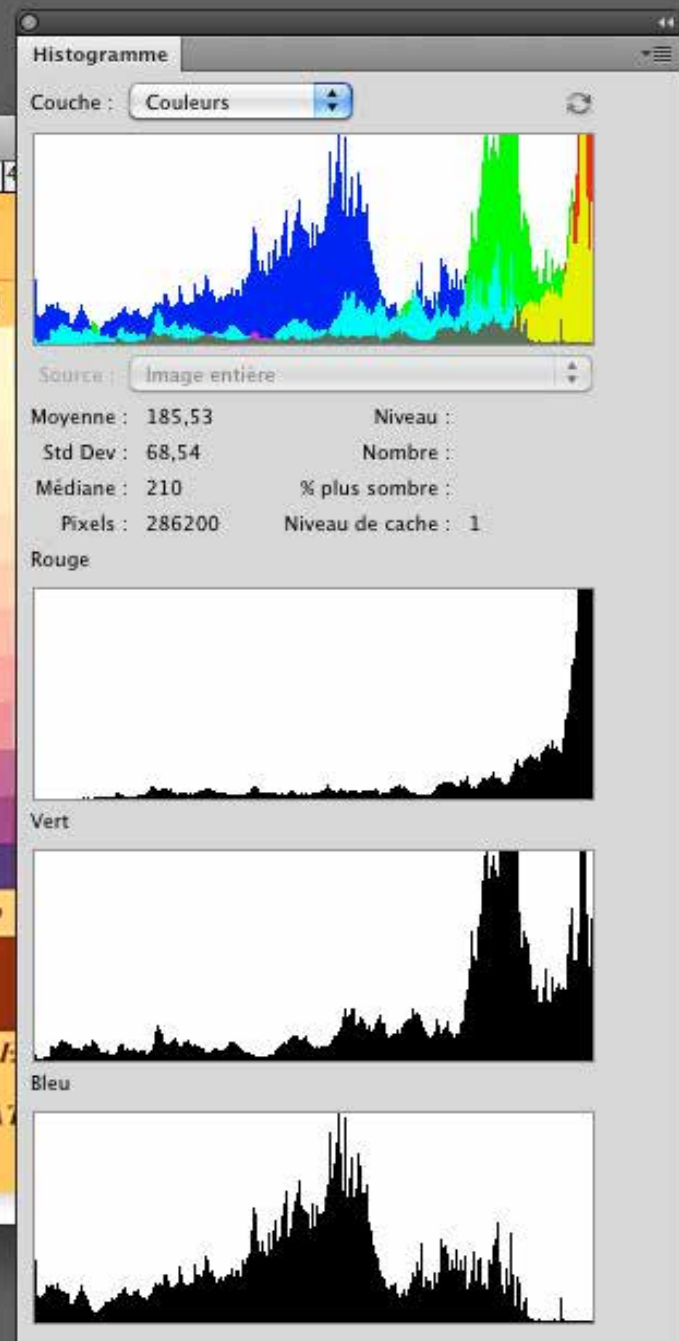 Histogramme
Couche : Couleurs
Source : Image entière
Moyenne : 185,53 Niveau :
Std Dev : 68,54 Nombre :
Médiane : 210 % plus sombre :
Pixels : 286200 Niveau de cache : 1
Rouge
Vert
Bleu